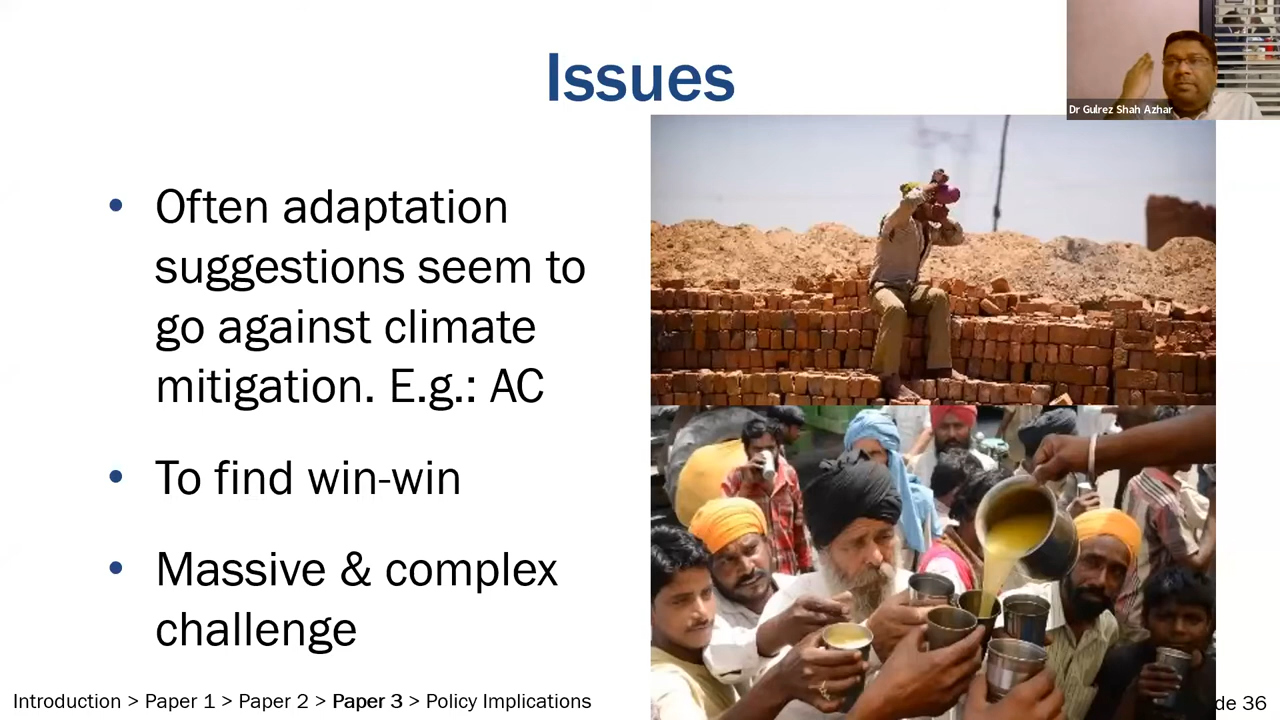 Issues
Dr Gulrez Shah Azhar
• Often adaptation
suggestions seem to
go against climate
mitigation. E.g.: AC
• To find win-win
• Massive & complex
challenge
Introduction > Paper 1 > Paper 2 > Paper 3 > Policy Implications
36